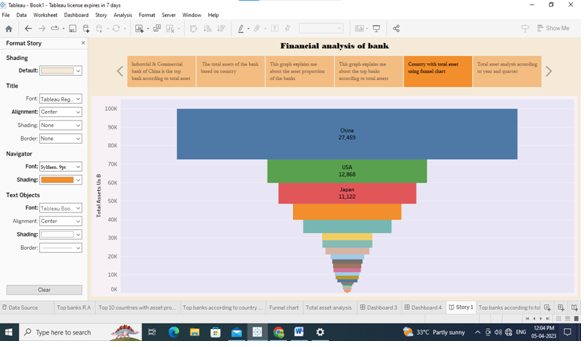 Tableau - Book1 - Tableau license expires in 7 days
File Data Worksheet Dashboard Story Analysis Format Server Window Help
Show Me
Format Story
Shading
Default:
Title
Font: Tableau Reg...
Alignment: Center
Shading: None
Border: None
Navigator
Font: Sylfaen, 9pt
Shading:
Text Objects
Font: Tableau Boo...
Alignment: Center
Shading:
Border:
Clear
Financial analysis of bank
Industrial & Commercial
bank of China is the top
bank according to total asset
The total assets of the bank
based on country
This graph explains me
about the asset proportion
of the banks
This graph explains me
about the top banks
according to total assets
Country with total asset
using funnel chart
Total asset analysis according
to year and quarter
Total Assets Us B
100K
90K
80K
70K
60K
50K
40K
30K
20K
10K
0K
China
27,459
USA
12,868
Japan
11,122
Data Source Top banks R.A Top 10 countries with asset pro... Top banks according to country... Funnel chart Total asset analysis Dashboard 3 Dashboard 4 Story 1 Top banks according to tot
Type here to search
33°C Partly sunny
ENG
12:04 PM
05-04-2023